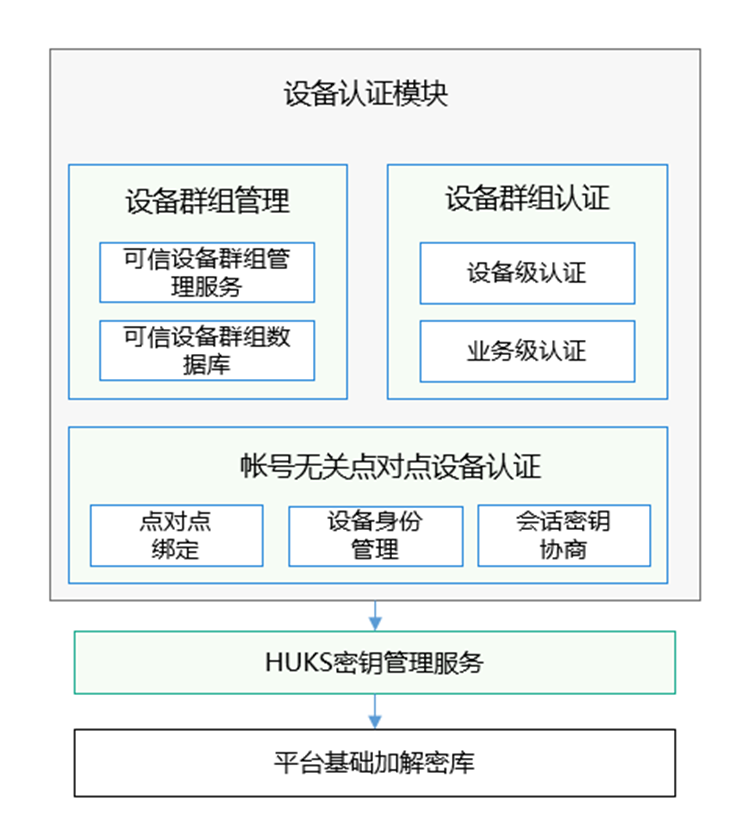 设备认证模块
设备群组管理
可信设备群组管
理服务
可信设备群组数
据库
设备群组认证
设备级认证
业务级认证
帐号无关点对点设备认证
点对点
绑定
设备身份
管理
会话密钥
协商
HUKS密钥管理服务
平台基础加解密库